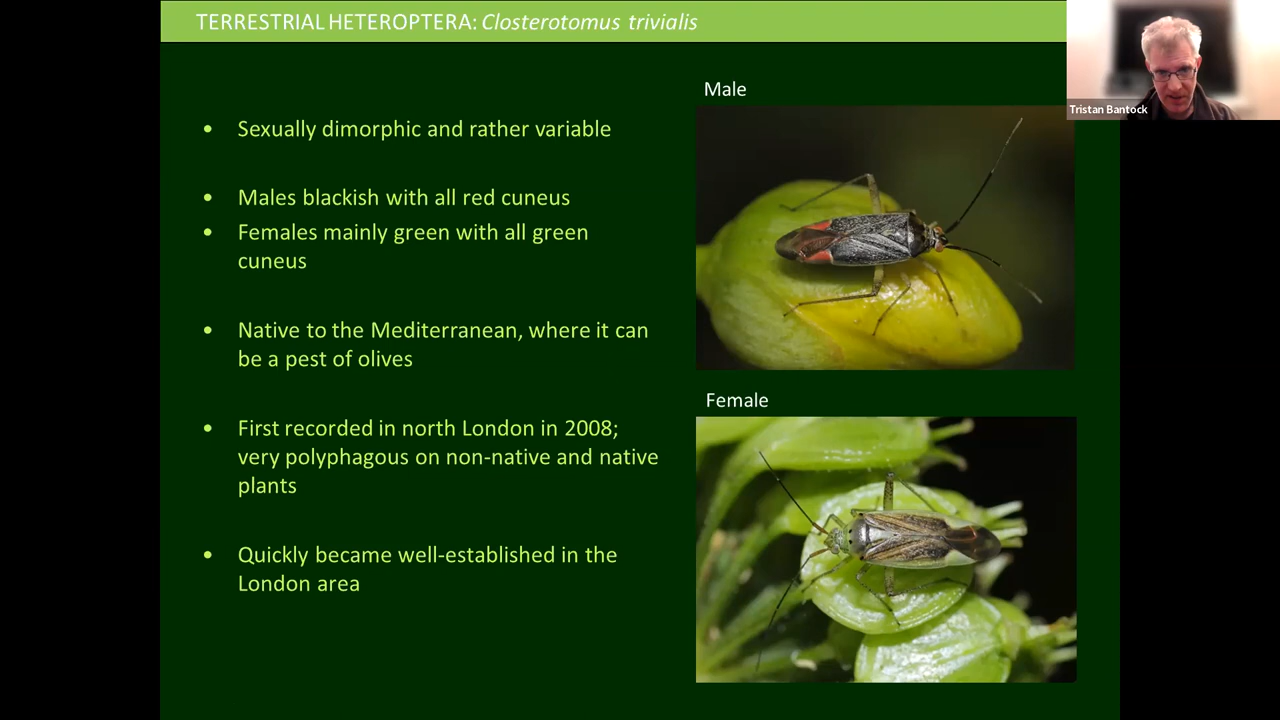 TERRESTRIAL HETEROPTERA: Closterotomus trivialis
Tristan Bantock
Male
• Sexually dimorphic and rather variable
• Males blackish with all red cuneus
• Females mainly green with all green
cuneus
• Native to the Mediterranean, where it can
be a pest of olives
Female
• First recorded in north London in 2008;
very polyphagous on non-native and native
plants
• Quickly became well-established in the
London area